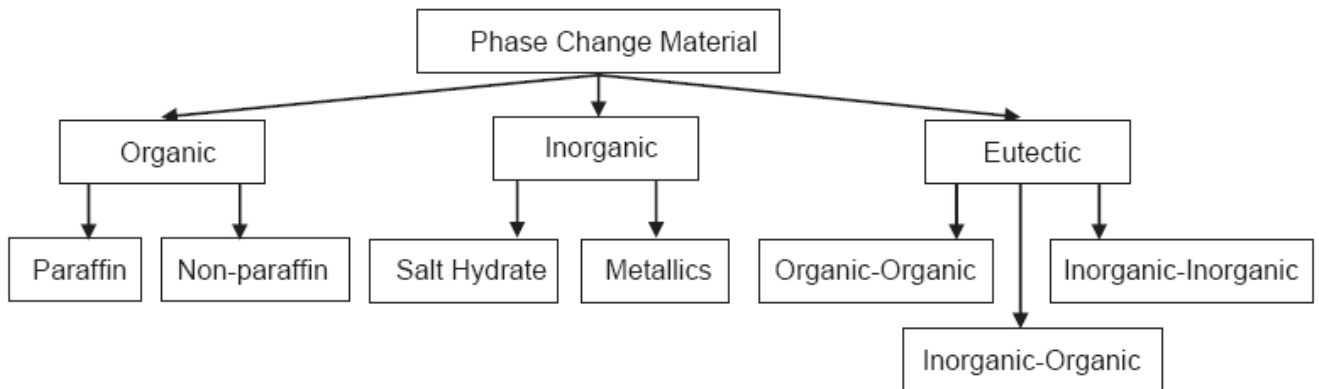 Phase Change Material
Organic
Inorganic
Eutectic
Paraffin
Non-paraffin
Salt Hydrate
Metallics
Organic-Organic
Inorganic-Inorganic
Inorganic-Organic